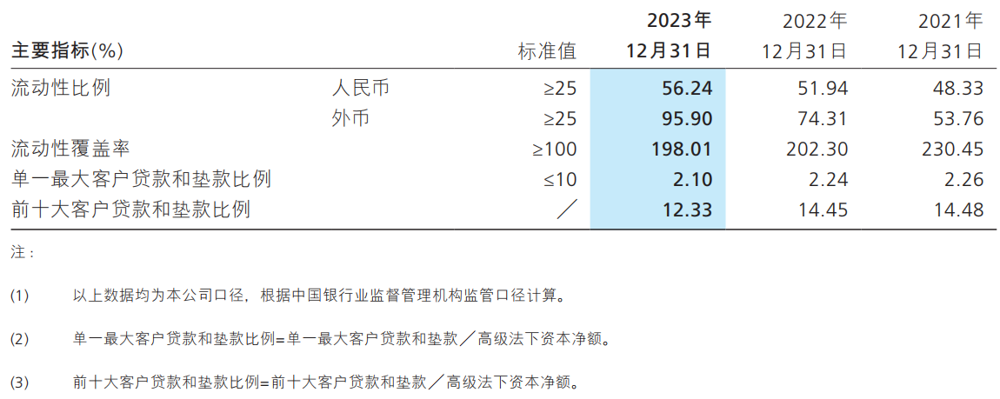 2023年 2022年 2021年
主要指标(%) 标准值 12月31日 12月31日 12月31日
流动性比例 人民币 ≥25 56.24 51.94 48.33
外币 ≥25 95.90 74.31 53.76
流动性覆盖率 ≥100 198.01 202.30 230.45
单一最大客户贷款和垫款比例 ≤10 2.10 2.24 2.26
前十大客户贷款和垫款比例 ╱ 12.33 14.45 14.48
注：
(1) 以上数据均为本公司口径，根据中国银行业监督管理机构监管口径计算。
(2) 单一最大客户贷款和垫款比例=单一最大客户贷款和垫款╱高级法下资本净额。
(3) 前十大客户贷款和垫款比例=前十大客户贷款和垫款╱高级法下资本净额。